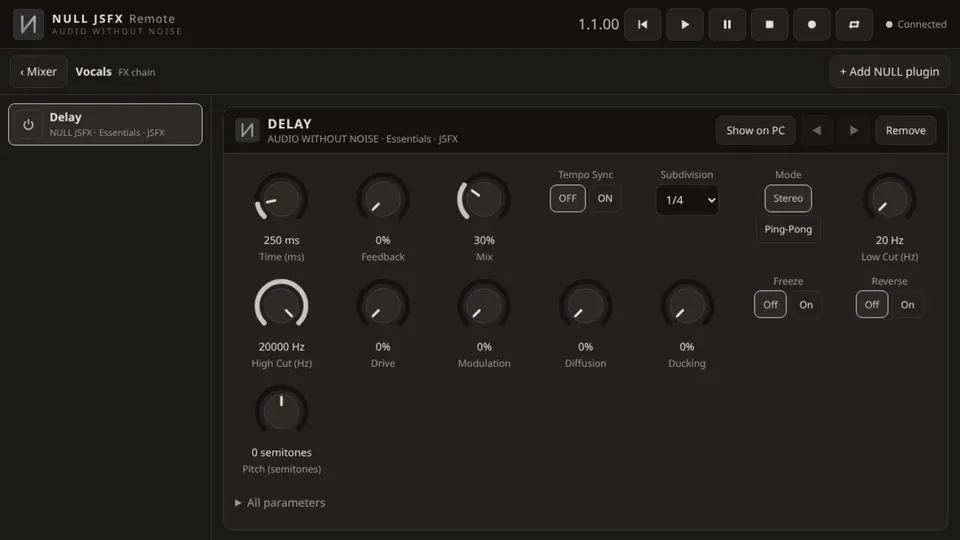 NULL JSFX Remote
AUDIO WITHOUT NOISE
1.1.00
Connected
‹ Mixer
Vocals FX chain
+ Add NULL plugin
Delay
NULL JSFX · Essentials · JSFX
DELAY
AUDIO WITHOUT NOISE · Essentials · JSFX
Show on PC
Remove
250 ms
Time (ms)
0%
Feedback
30%
Mix
Tempo Sync
OFF ON
Subdivision
1/4
Mode
Stereo
Ping-Pong
20 Hz
Low Cut (Hz)
20000 Hz
High Cut (Hz)
0%
Drive
0%
Modulation
0%
Diffusion
0%
Ducking
Freeze
Off On
Reverse
Off On
0 semitones
Pitch (semitones)
All parameters